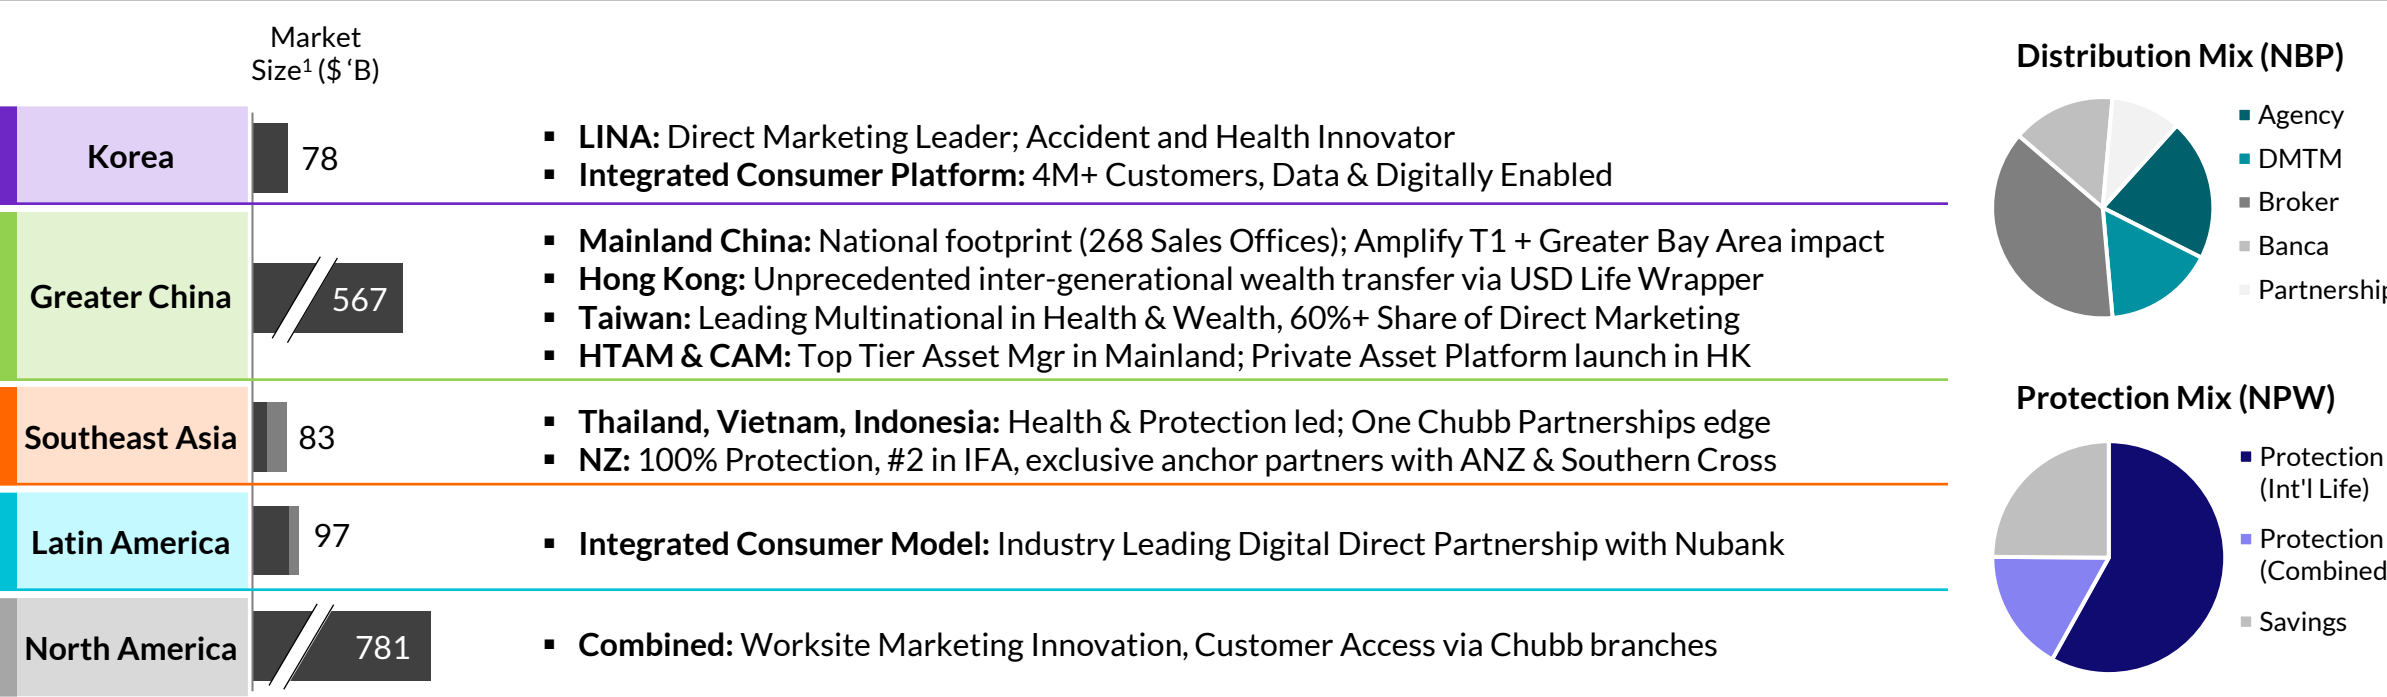 Market
Size¹ ($ ‘B)
Korea
78
▪ LINA: Direct Marketing Leader; Accident and Health Innovator
▪ Integrated Consumer Platform: 4M+ Customers, Data & Digitally Enabled
Greater China
567
▪ Mainland China: National footprint (268 Sales Offices); Amplify T1 + Greater Bay Area impact
▪ Hong Kong: Unprecedented inter-generational wealth transfer via USD Life Wrapper
▪ Taiwan: Leading Multinational in Health & Wealth, 60%+ Share of Direct Marketing
▪ HTAM & CAM: Top Tier Asset Mgr in Mainland; Private Asset Platform launch in HK
Southeast Asia
83
▪ Thailand, Vietnam, Indonesia: Health & Protection led; One Chubb Partnerships edge
▪ NZ: 100% Protection, #2 in IFA, exclusive anchor partners with ANZ & Southern Cross
Latin America
97
▪ Integrated Consumer Model: Industry Leading Digital Direct Partnership with Nubank
North America
781
▪ Combined: Worksite Marketing Innovation, Customer Access via Chubb branches
Distribution Mix (NBP)
Agency
DMTM
Broker
Banca
Partnership
Protection Mix (NPW)
Protection
(Int'l Life)
Protection
(Combined
Savings